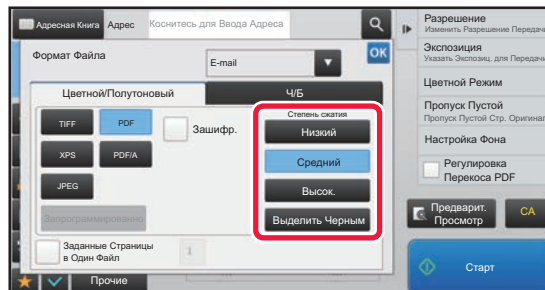 Адресная Книга
Адрес
Коснитесь для Ввода Адреса
Формат Файла
E-mail
OK
Цветной/Полутоновый
Ч/Б
TIFF
PDF
Зашифр.
XPS
PDF/A
JPEG
Запрограммированно
Степень сжатия
Низкий
Средний
Высок.
Выделить Черным
Заданные Страницы
в Один Файл
1
Прочие
Разрешение
Изменить Разрешение Передачи
Экспозиция
Указать Экспозиц. для Передачи
Цветной Режим
Пропуск Пустой
Пропуск Пустой Стр. Оригинал
Настройка Фона
Регулировка
Перекоса PDF
Предварит.
Просмотр
CA
Старт